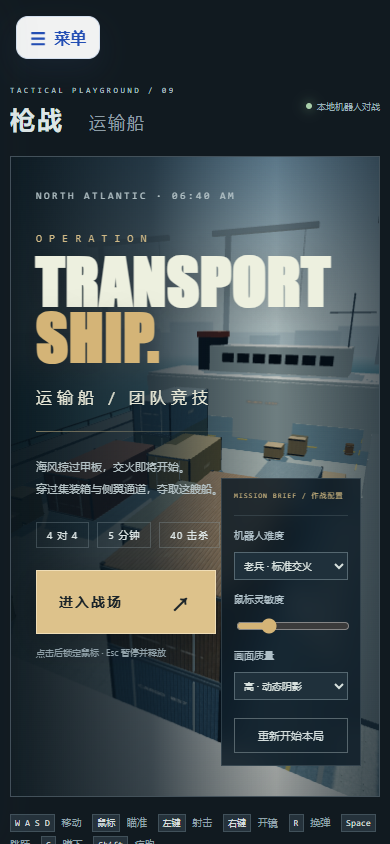 ☰ 菜单
TACTICAL PLAYGROUND / 09
枪战 运输船
本地机器人对战
NORTH ATLANTIC · 06:40 AM
OPERATION
TRANSPORT
SHIP.
运输船 / 团队竞技
海风掠过甲板，交火即将开始。
穿过集装箱与侧翼通道，夺取这艘船。
4 对 4 5 分钟 40 击杀
进入战场 ↗
点击后锁定鼠标 · Esc 暂停并释放
MISSION BRIEF / 作战配置
机器人难度
老兵 · 标准交火
鼠标灵敏度
画面质量
高 · 动态阴影
重新开始本局
W A S D 移动 鼠标 瞄准 左键 射击 右键 开镜 R 换弹 Space